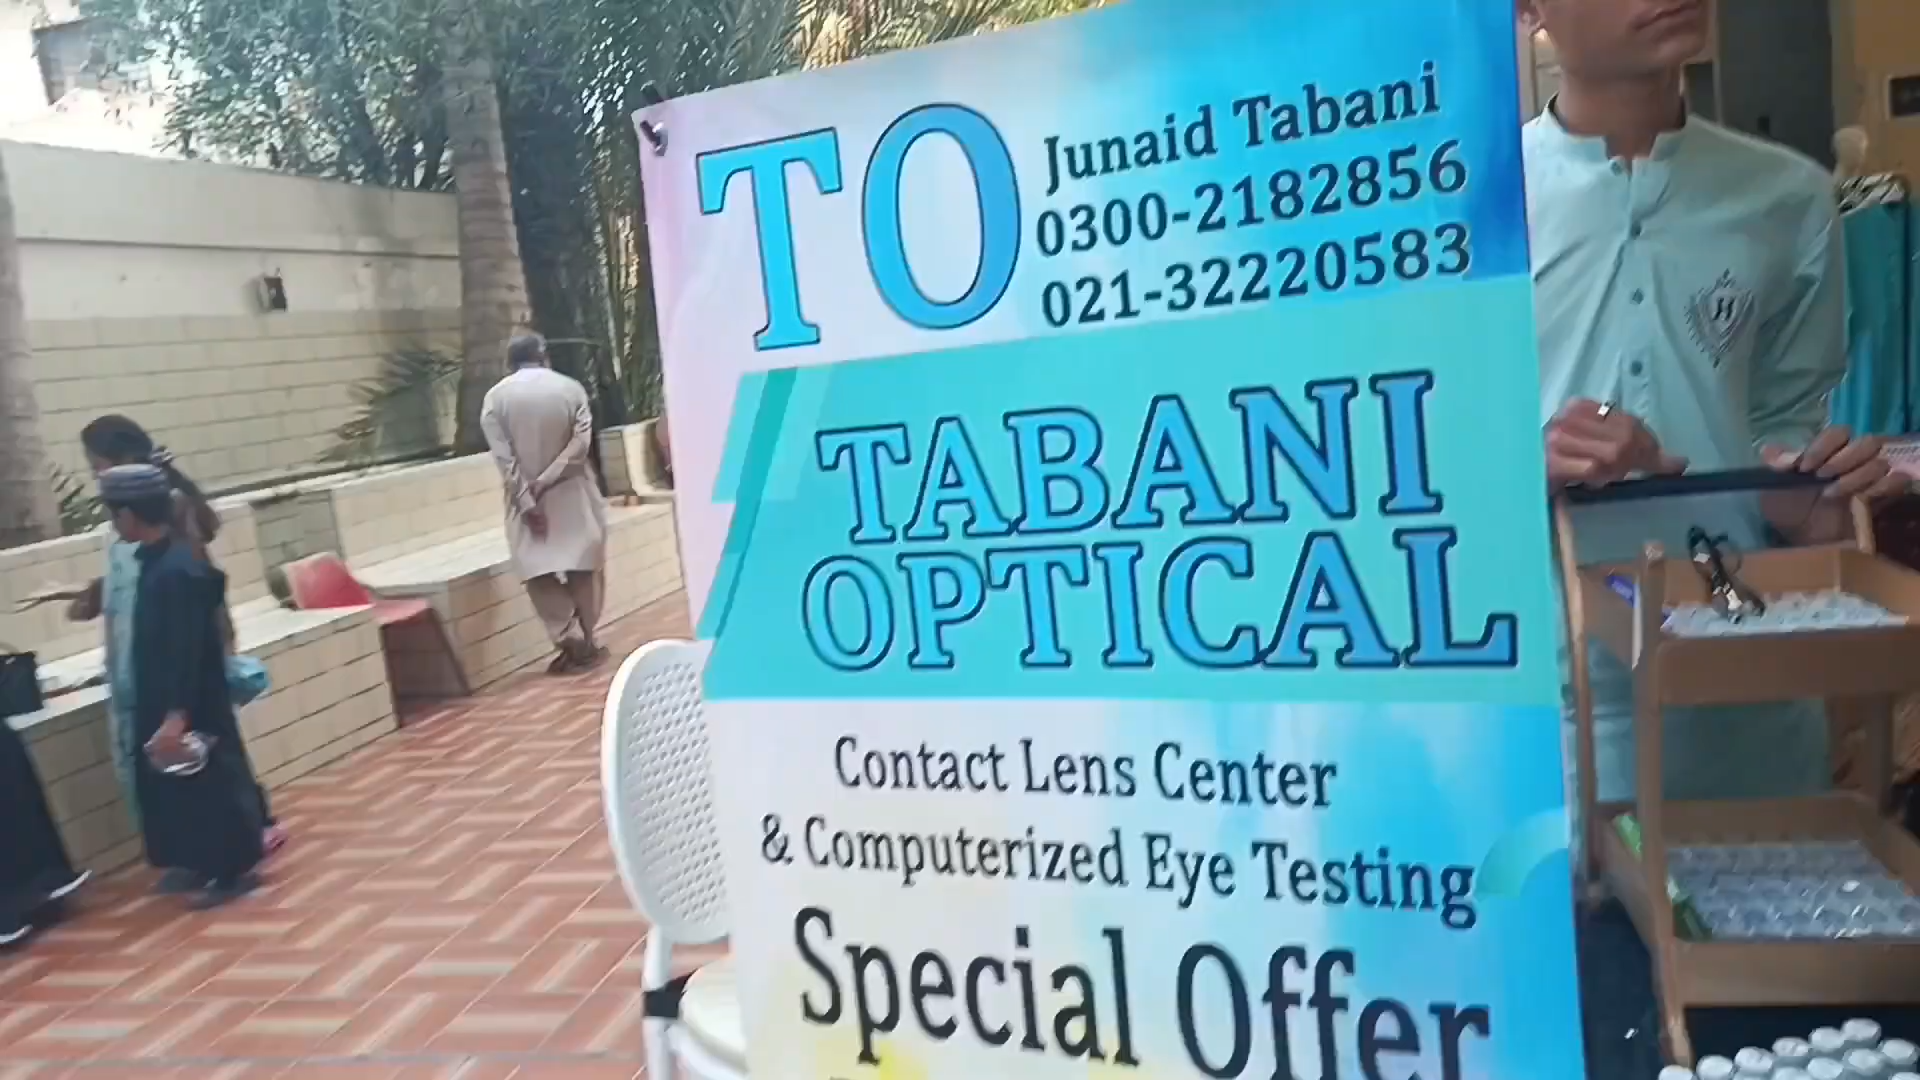 TO
Junaid Tabani
0300-2182856
021-32220583
TABANI
OPTICAL
Contact Lens Center
& Computerized Eye Testing
Special Offer